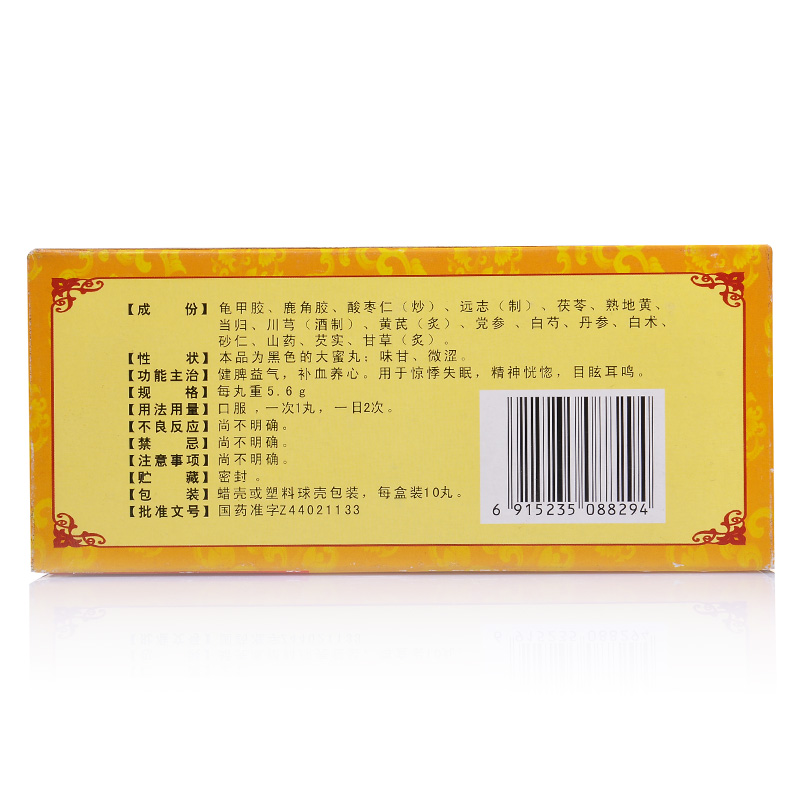 【成　份】龟甲胶、鹿角胶、酸枣仁（炒）、远志（制）、茯苓、熟地黄、
当归、川芎（酒制）、黄芪（炙）、党参 、白芍、丹参、白术、
砂仁、山药、芡实、甘草（炙）。
【性　状】本品为黑色的大蜜丸；味甘、微涩。
【功能主治】健脾益气，补血养心。用于惊悸失眠，精神恍惚，目眩耳鸣。
【规　格】每丸重5.6g
【用法用量】口服，一次1丸，一日2次。
【不良反应】尚不明确。
【禁　忌】尚不明确。
【注意事项】尚不明确。
【贮　藏】密封。
【包　装】蜡壳或塑料球壳包装，每盒装10丸。
【批准文号】国药准字Z44021133
6 915235 088294